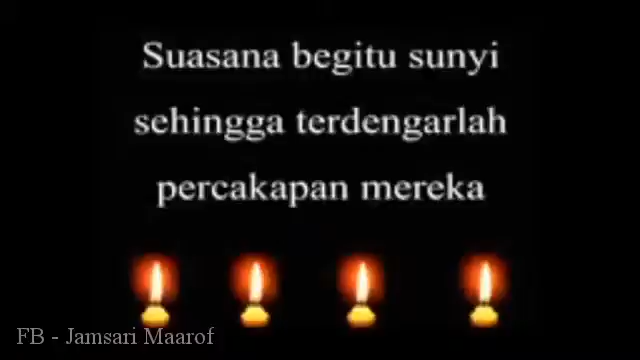 Suasana begitu sunyi
sehingga terdengarlah
percakapan mereka
FB - Jamsari Maarof